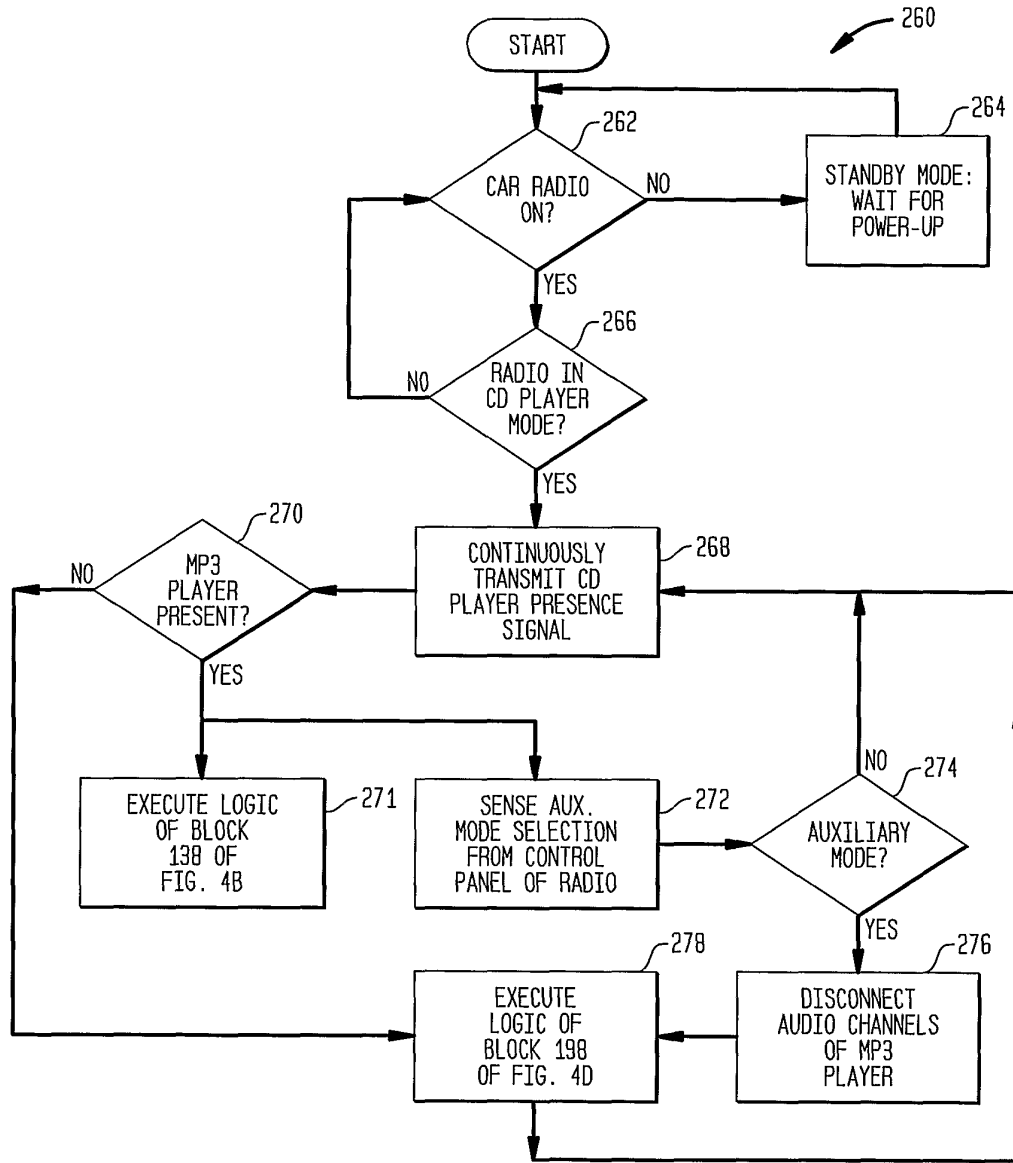 START
260
262
CAR RADIO
ON?
NO
264
STANDBY MODE:
WAIT FOR
POWER-UP
YES
266
RADIO IN
CD PLAYER
MODE?
NO
YES
270
MP3
PLAYER
PRESENT?
NO
268
CONTINUOUSLY
TRANSMIT CD
PLAYER PRESENCE
SIGNAL
YES
271
EXECUTE LOGIC
OF BLOCK
138 OF
FIG. 4B
272
SENSE AUX.
MODE SELECTION
FROM CONTROL
PANEL OF RADIO
NO
274
AUXILIARY
MODE?
YES
278
EXECUTE
LOGIC OF
BLOCK 198
OF FIG. 4D
276
DISCONNECT
AUDIO CHANNELS
OF MP3
PLAYER